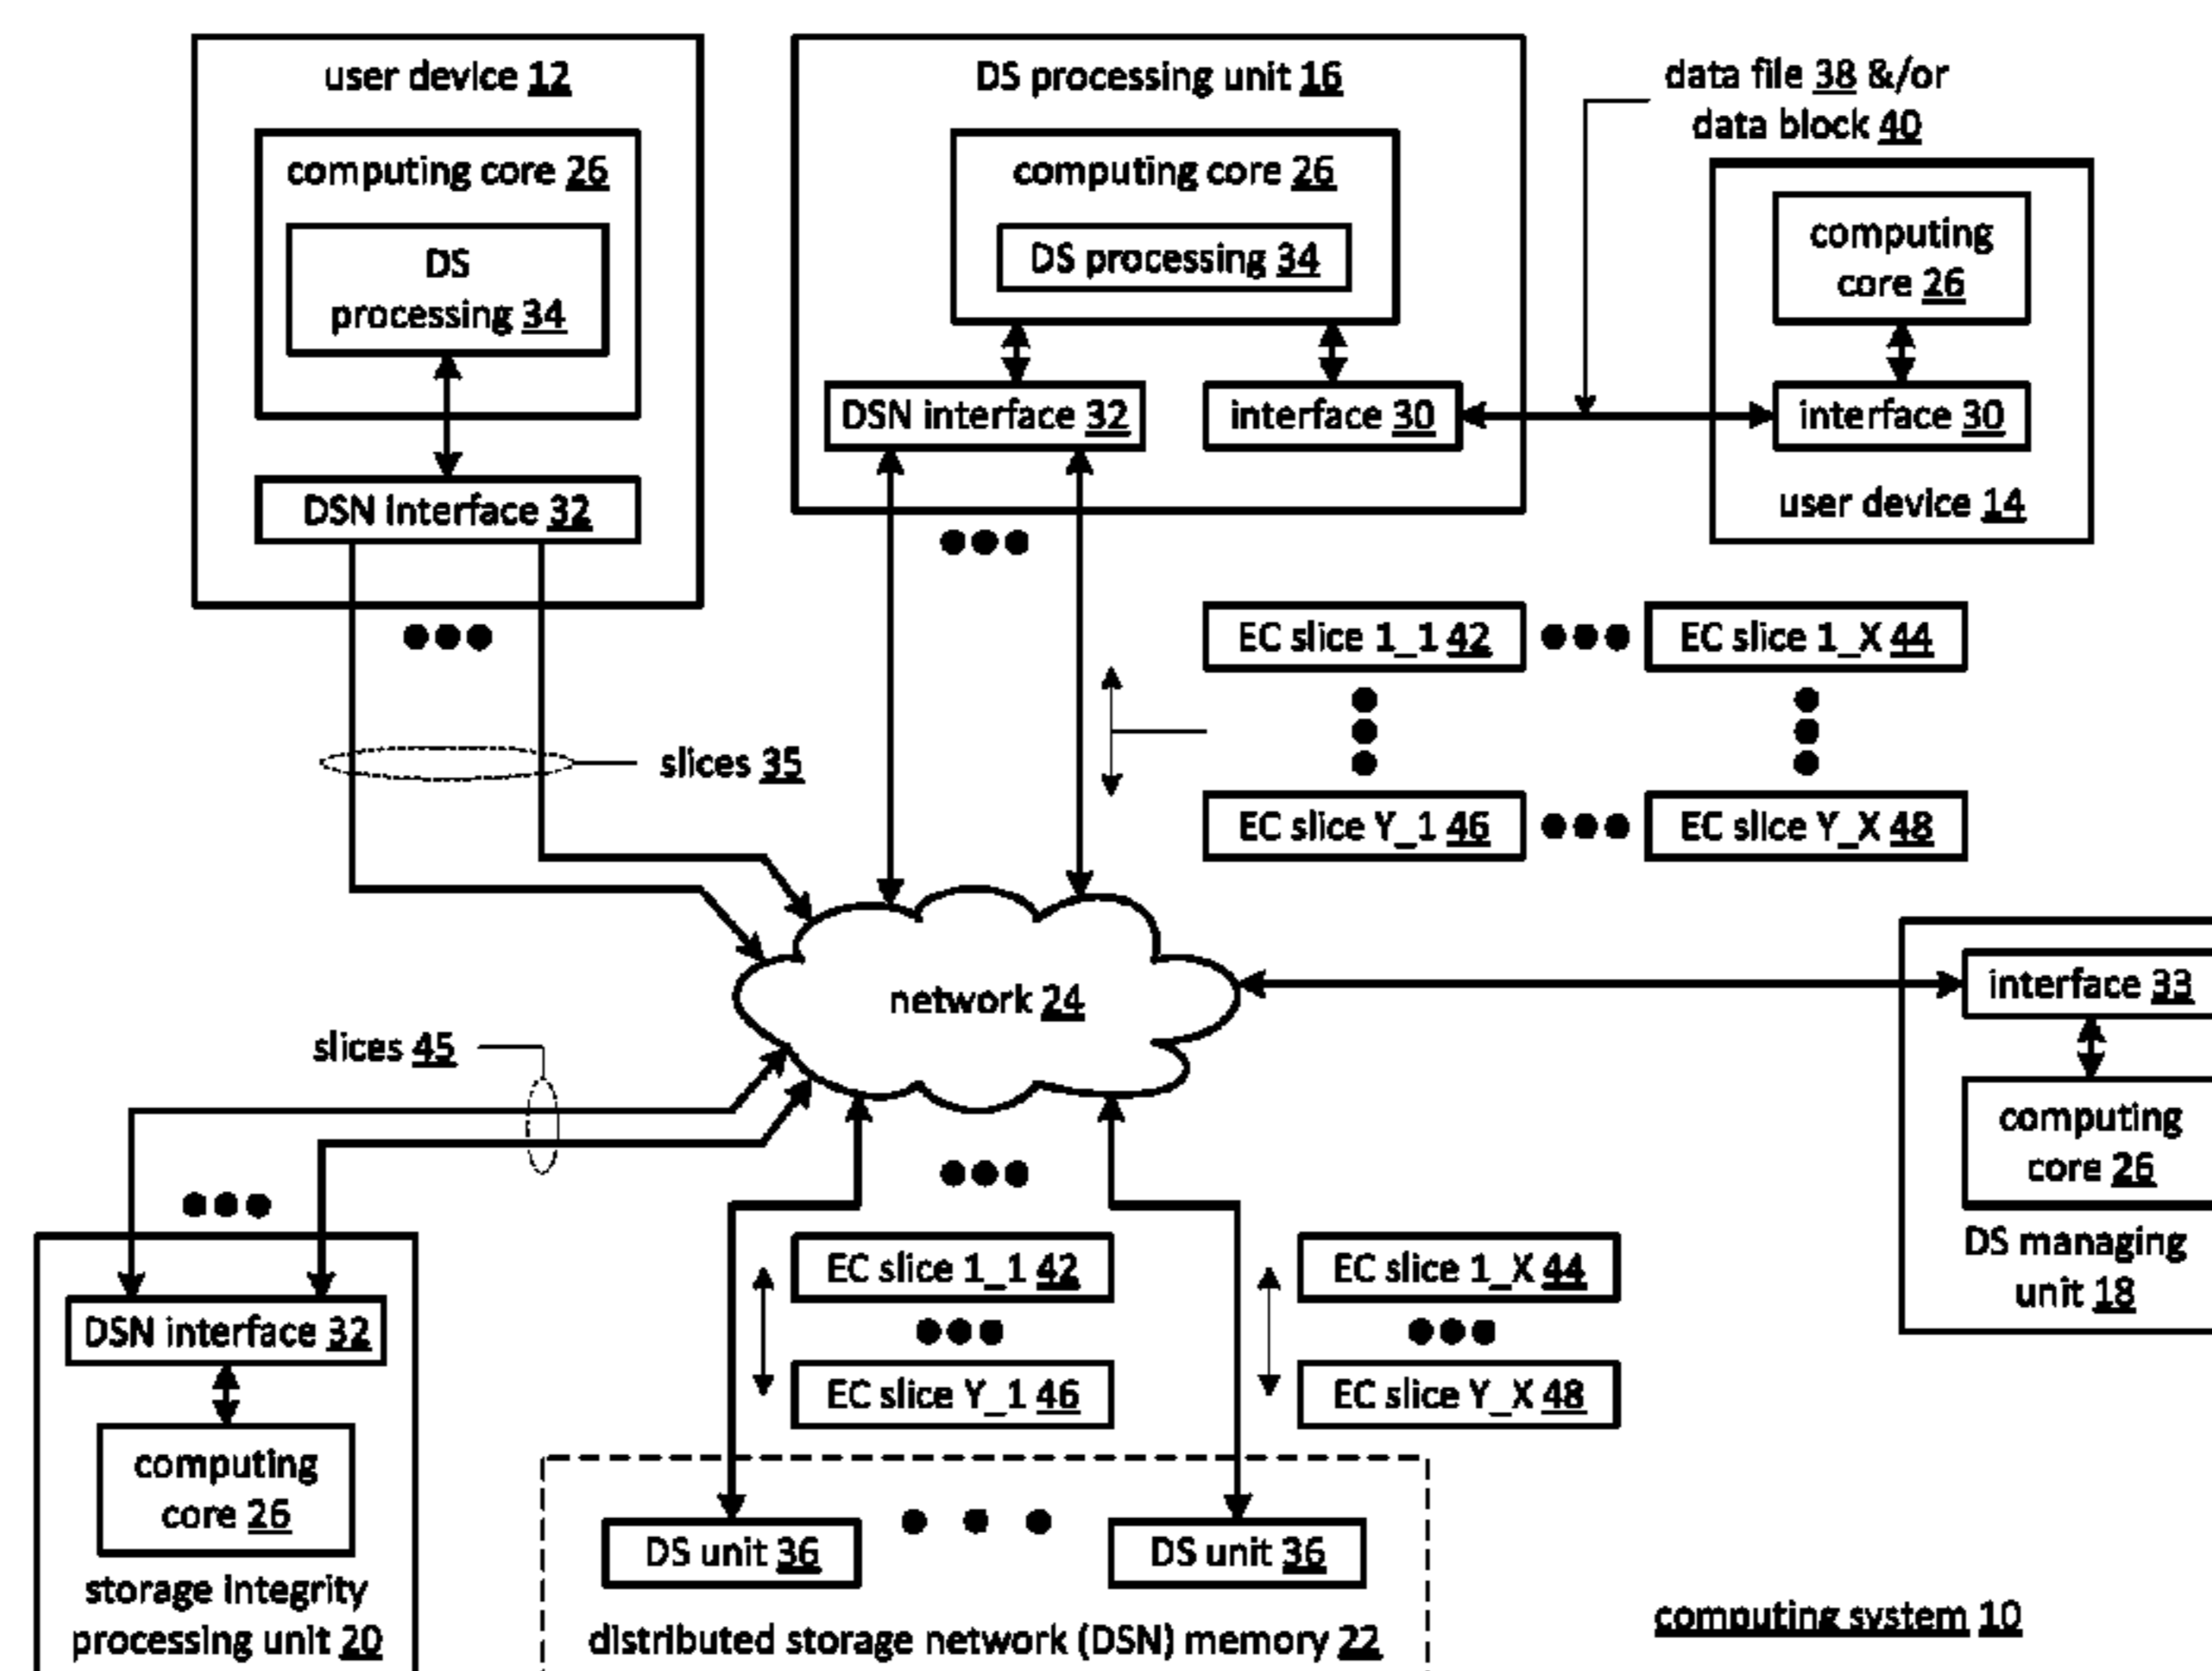 user device 12
computing core 26
DS
processing 34
DSN interface 32
DS processing unit 16
computing core 26
DS processing 34
DSN interface 32
interface 30
data file 38 &/or
data block 40
computing
core 26
interface 30
user device 14
EC slice 1_1 42
EC slice 1_X 44
EC slice Y_1 46
EC slice Y_X 48
slices 35
network 24
interface 33
computing
core 26
DS managing
unit 18
slices 45
DSN interface 32
computing
core 26
storage integrity
processing unit 20
EC slice 1_1 42
EC slice Y_1 46
EC slice 1_X 44
EC slice Y_X 48
DS unit 36
DS unit 36
distributed storage network (DSN) memory 22
computing system 10